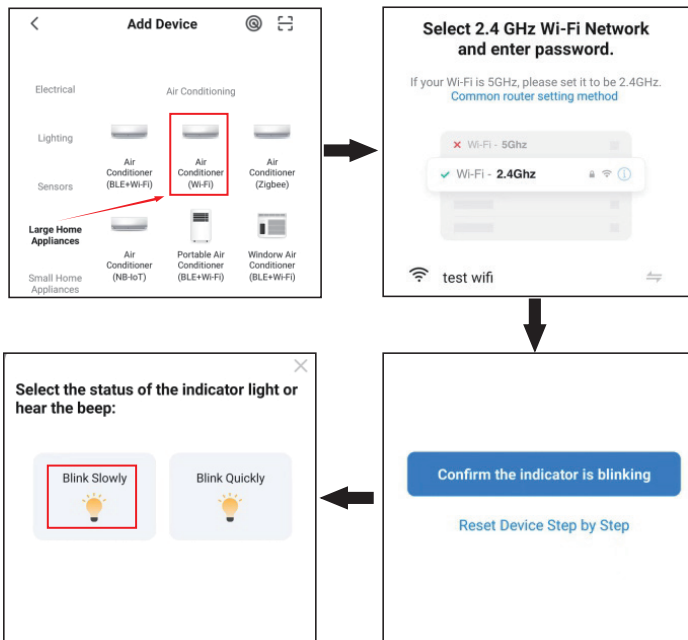 Add Device
Electrical
Air Conditioning
Lighting
Air
Conditioner
(BLE+Wi-Fi)
Air
Conditioner
(Wi-Fi)
Air
Conditioner
(Zigbee)
Sensors
Large Home
Appliances
Air
Conditioner
(NB-IoT)
Portable Air
Conditioner
(BLE+Wi-Fi)
Windorw Air
Conditioner
(BLE+Wi-Fi)
Small Home
Appliances
Select 2.4 GHz Wi-Fi Network
and enter password.
If your Wi-Fi is 5GHz, please set it to be 2.4GHz.
Common router setting method
Wi-Fi - 5Ghz
Wi-Fi - 2.4Ghz
test wifi
Confirm the indicator is blinking
Reset Device Step by Step
Select the status of the indicator light or
hear the beep:
Blink Slowly
Blink Quickly